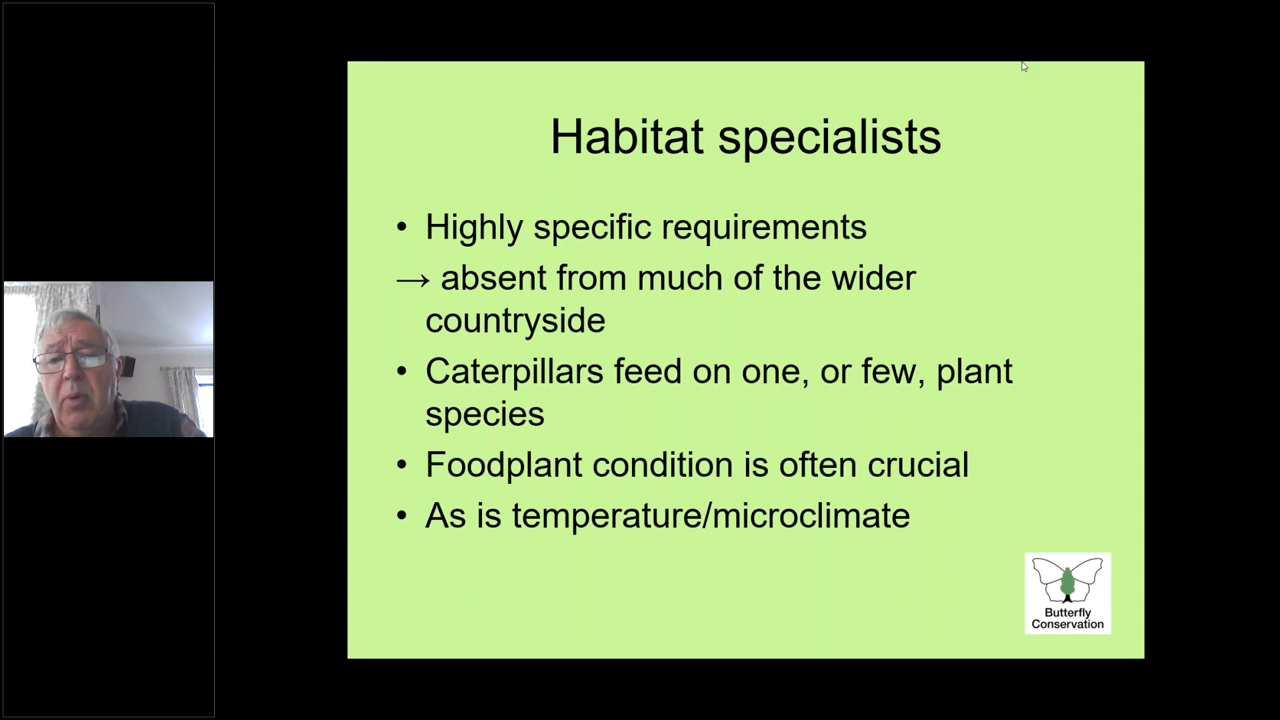 Habitat specialists
• Highly specific requirements
→ absent from much of the wider
countryside
• Caterpillars feed on one, or few, plant
species
• Foodplant condition is often crucial
• As is temperature/microclimate
Butterfly
Conservation